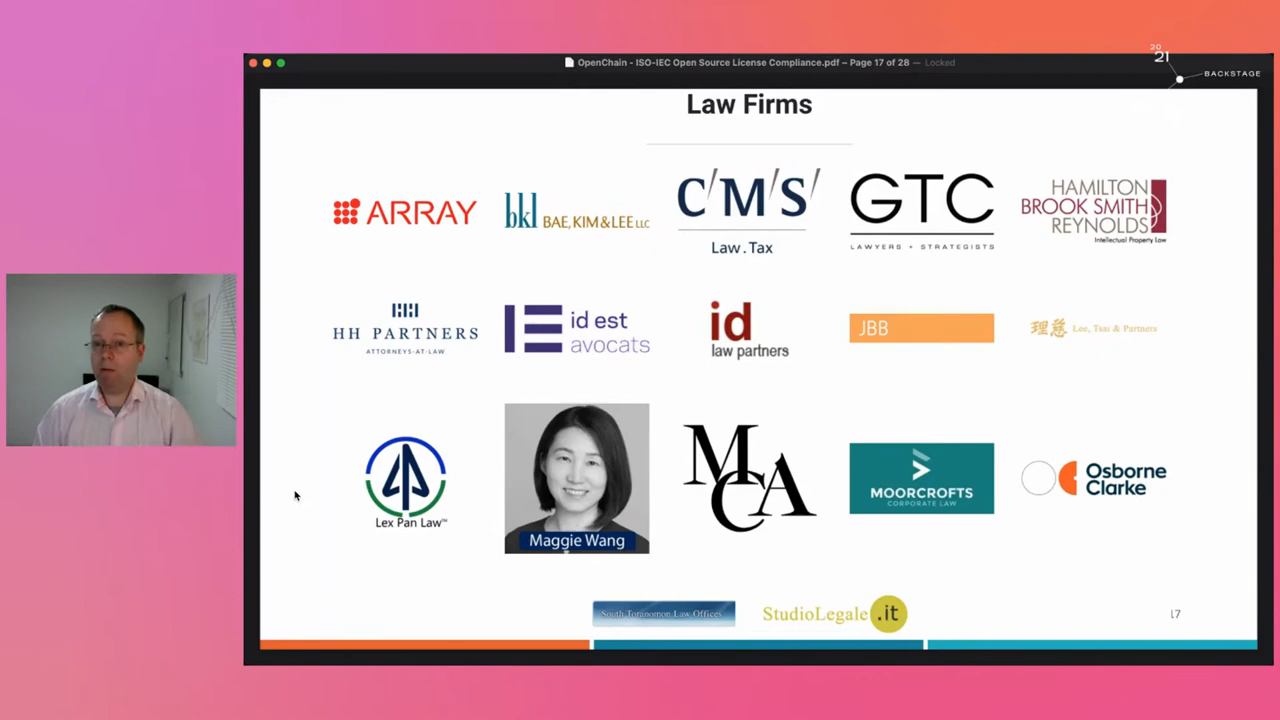 OpenChain - ISO-IEC Open Source License Compliance.pdf – Page 17 of 28 — Locked
20
21
BACKSTAGE
Law Firms
ARRAY
bkl BAE, KIM & LEE LLC
C/M/S/
Law.Tax
GTC
LAWYERS + STRATEGISTS
HAMILTON
BROOK SMITH
REYNOLDS
Intellectual Property Law
HH PARTNERS
ATTORNEYS-AT-LAW
id est
avocats
id
law partners
JBB
理慈 Lee, Tsai & Partners
Lex Pan Law™
Maggie Wang
MCA
MOORCROFTS
CORPORATE LAW
Osborne
Clarke
South Toranomon Law Offices
StudioLegale.it
17